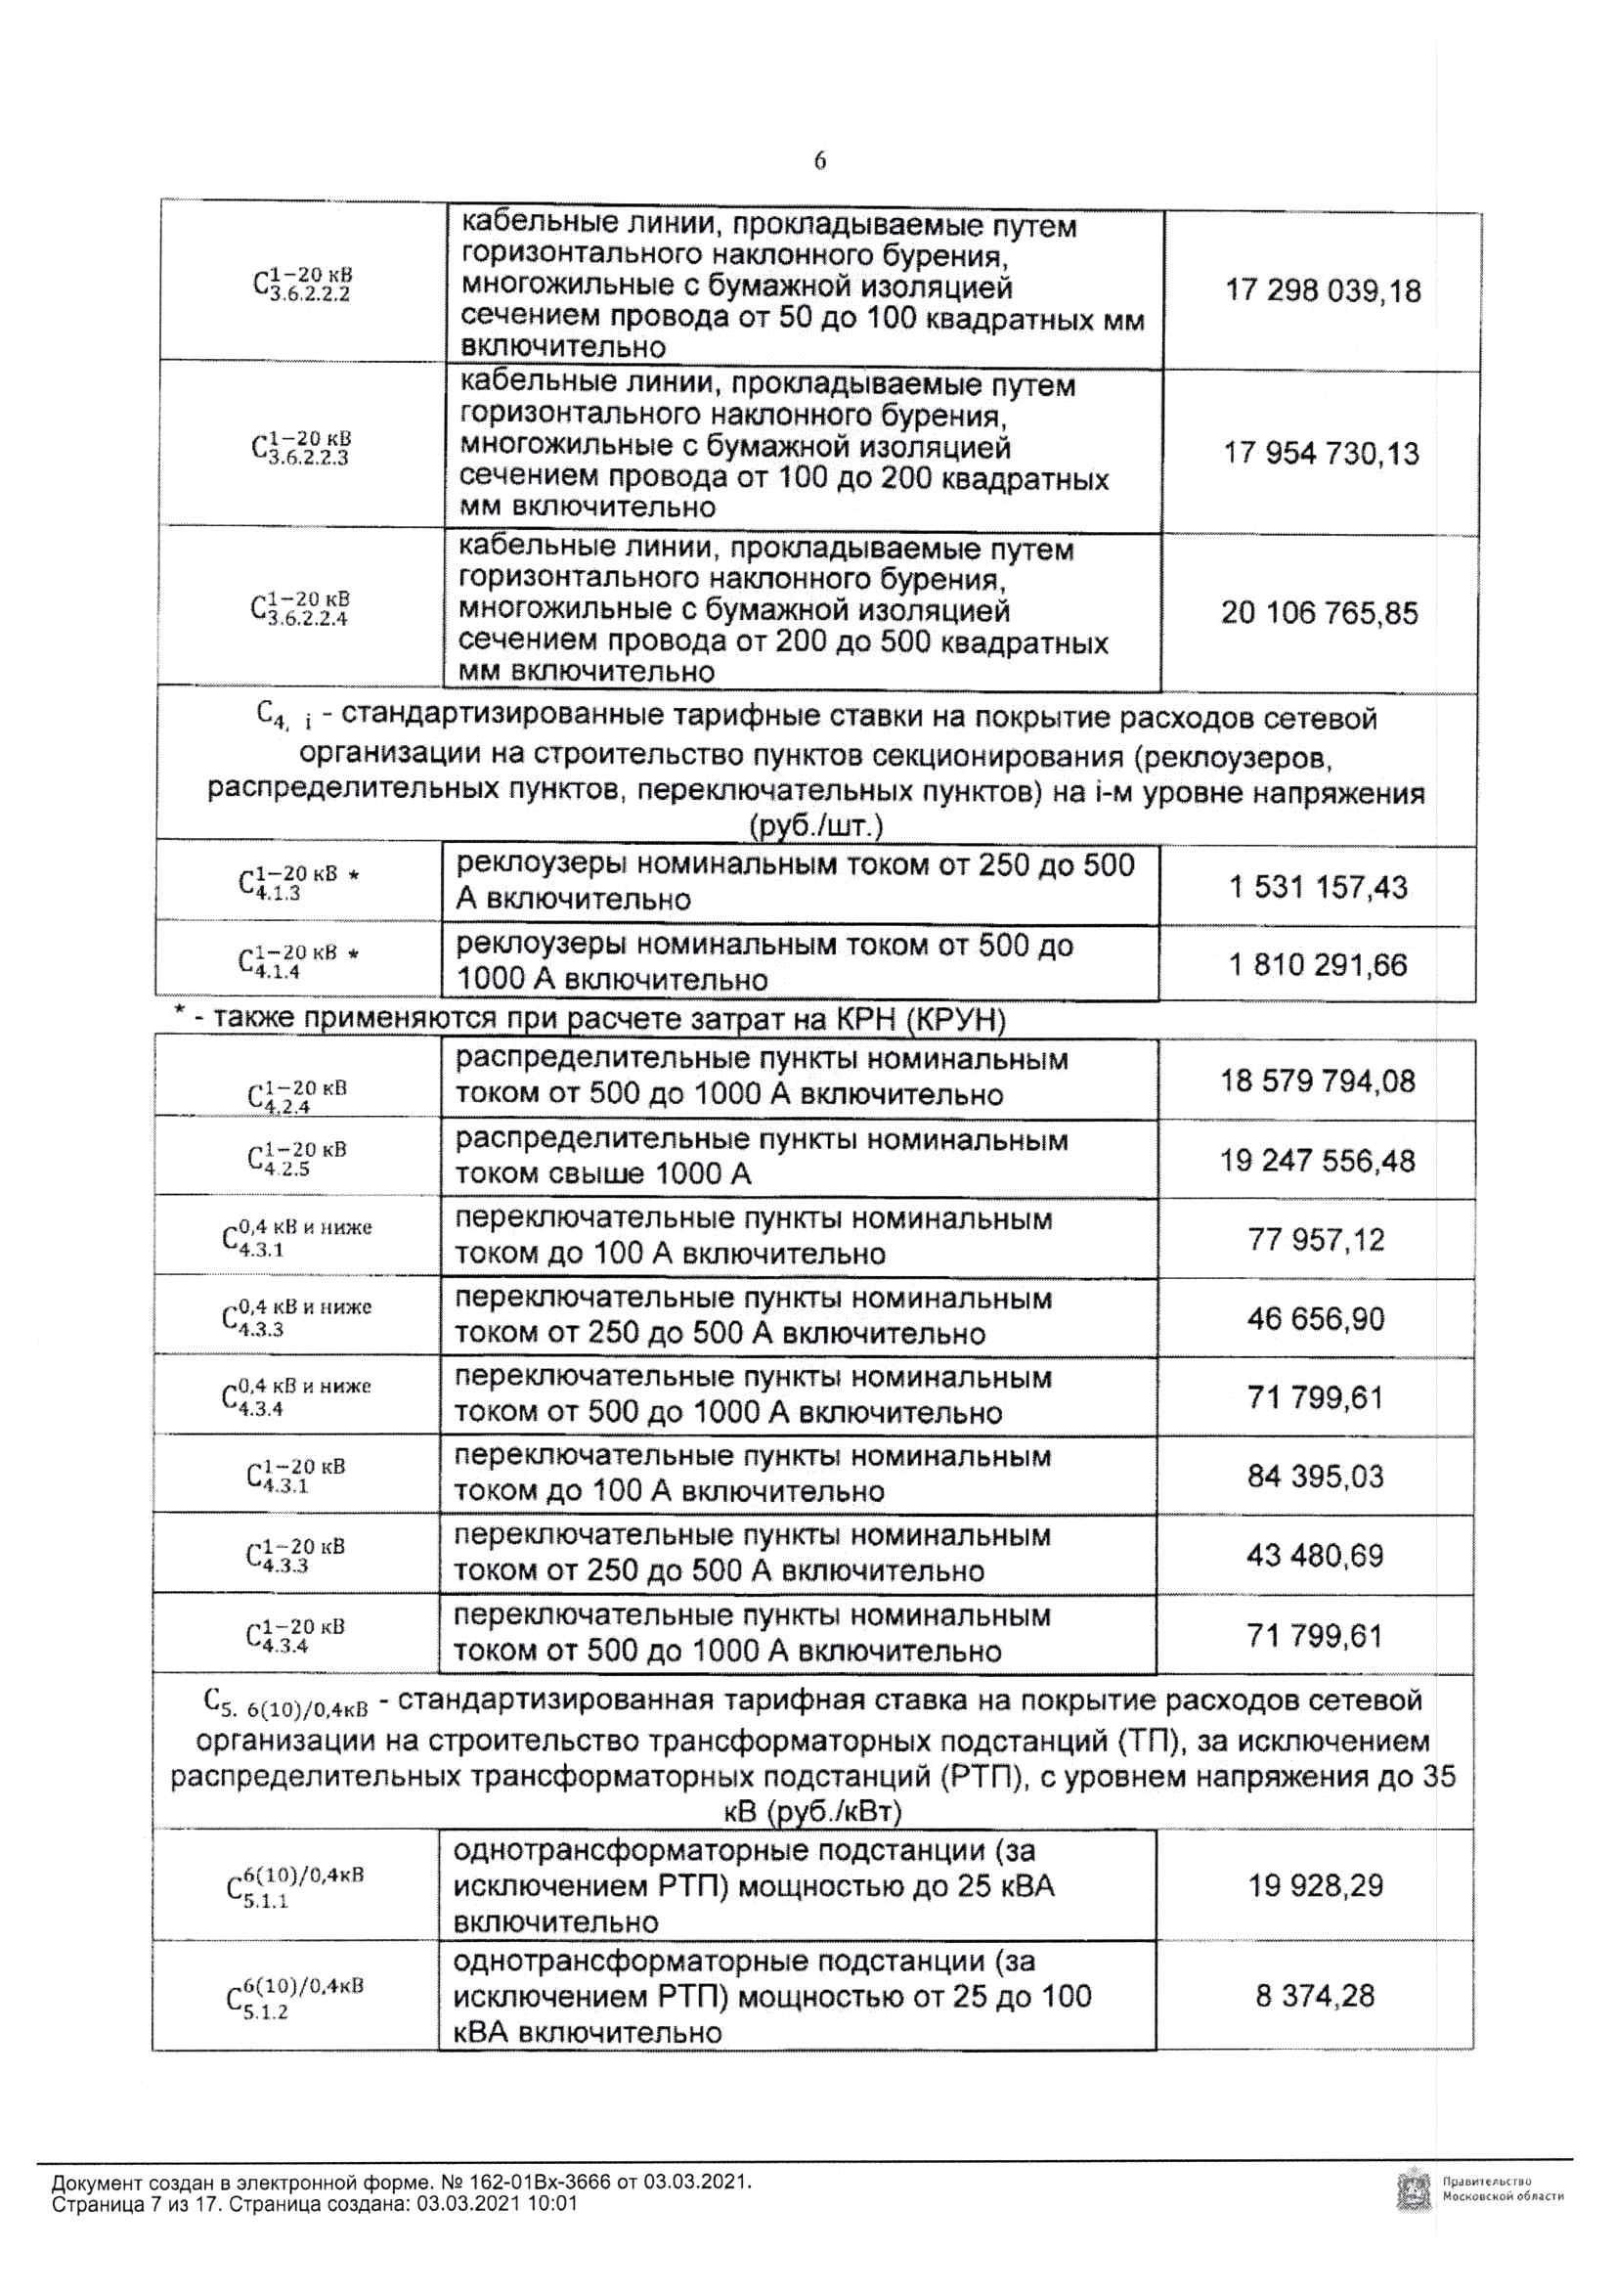 6
кабельные линии, прокладываемые путем
горизонтального наклонного бурения,
C^{1–20 кВ}_{3.6.2.2.2} многожильные с бумажной изоляцией 17 298 039,18
сечением провода от 50 до 100 квадратных мм
включительно
кабельные линии, прокладываемые путем
горизонтального наклонного бурения,
C^{1–20 кВ}_{3.6.2.2.3} многожильные с бумажной изоляцией 17 954 730,13
сечением провода от 100 до 200 квадратных
мм включительно
кабельные линии, прокладываемые путем
горизонтального наклонного бурения,
C^{1–20 кВ}_{3.6.2.2.4} многожильные с бумажной изоляцией 20 106 765,85
сечением провода от 200 до 500 квадратных
мм включительно
C_{4, i} - стандартизированные тарифные ставки на покрытие расходов сетевой
организации на строительство пунктов секционирования (реклоузеров,
распределительных пунктов, переключательных пунктов) на i-м уровне напряжения
(руб./шт.)
C^{1–20 кВ *}_{4.1.3} реклоузеры номинальным током от 250 до 500 1 531 157,43
А включительно
C^{1–20 кВ *}_{4.1.4} реклоузеры номинальным током от 500 до 1 810 291,66
1000 А включительно
* - также применяются при расчете затрат на КРН (КРУН)
распределительные пункты номинальным 18 579 794,08
C^{1–20 кВ}_{4.2.4} током от 500 до 1000 А включительно
C^{1–20 кВ}_{4.2.5} распределительные пункты номинальным 19 247 556,48
током свыше 1000 А
C^{0,4 кВ и ниже}_{4.3.1} переключательные пункты номинальным 77 957,12
током до 100 А включительно
C^{0,4 кВ и ниже}_{4.3.3} переключательные пункты номинальным 46 656,90
током от 250 до 500 А включительно
C^{0,4 кВ и ниже}_{4.3.4} переключательные пункты номинальным 71 799,61
током от 500 до 1000 А включительно
C^{1–20 кВ}_{4.3.1} переключательные пункты номинальным 84 395,03
током до 100 А включительно
C^{1–20 кВ}_{4.3.3} переключательные пункты номинальным 43 480,69
током от 250 до 500 А включительно
C^{1–20 кВ}_{4.3.4} переключательные пункты номинальным 71 799,61
током от 500 до 1000 А включительно
C_{5. 6(10)/0,4кВ} - стандартизированная тарифная ставка на покрытие расходов сетевой
организации на строительство трансформаторных подстанций (ТП), за исключением
распределительных трансформаторных подстанций (РТП), с уровнем напряжения до 35
кВ (руб./кВт)
однотрансформаторные подстанции (за
C^{6(10)/0,4кВ}_{5.1.1} исключением РТП) мощностью до 25 кВА 19 928,29
включительно
однотрансформаторные подстанции (за
C^{6(10)/0,4кВ}_{5.1.2} исключением РТП) мощностью от 25 до 100 8 374,28
кВА включительно
Документ создан в электронной форме. № 162-01Вх-3666 от 03.03.2021.
Страница 7 из 17. Страница создана: 03.03.2021 10:01
Правительство
Московской области